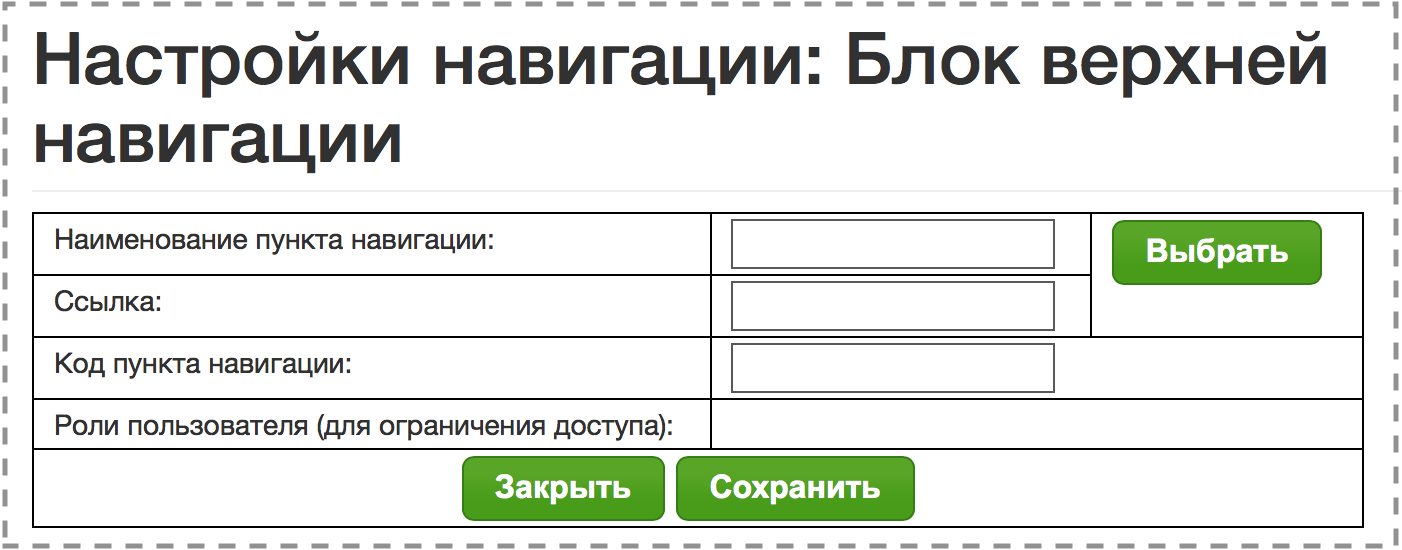 Настройки навигации: Блок верхней
навигации
Наименование пункта навигации:
Выбрать
Ссылка:
Код пункта навигации:
Роли пользователя (для ограничения доступа):
Закрыть Сохранить